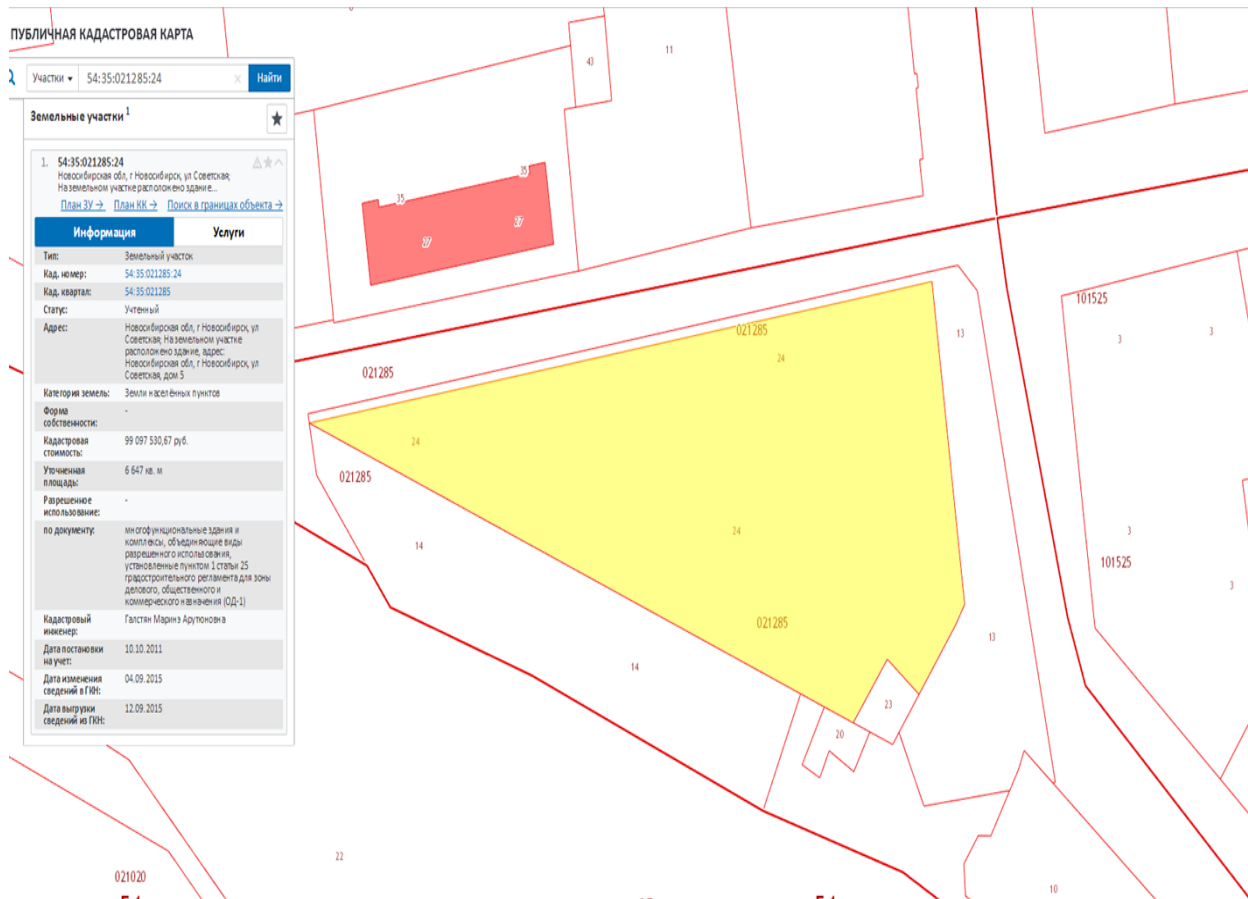 ПУБЛИЧНАЯ КАДАСТРОВАЯ КАРТА
Участки 54:35:021285:24 × Найти
Земельные участки 1
1. 54:35:021285:24
Новосибирская обл, г Новосибирск, ул Советская;
На земельном участке расположено здание...
План ЗУ → План КК → Поиск в границах объекта →
Информация Услуги
Тип: Земельный участок
Кад. номер: 54:35:021285:24
Кад. квартал: 54:35:021285
Статус: Учтенный
Адрес: Новосибирская обл, г Новосибирск, ул
Советская; На земельном участке
расположено здание, адрес:
Новосибирская обл, г Новосибирск, ул
Советская, дом 5
Категория земель: Земли населённых пунктов
Форма
собственности: -
Кадастровая
стоимость: 99 097 530,67 руб.
Уточненная
площадь: 6 647 кв. м
Разрешенное
использование: -
по документу: многофункциональные здания и
комплексы, объединяющие виды
разрешенного использования,
установленные пунктом 1 статьи 25
градостроительного регламента для зоны
делового, общественного и
коммерческого назначения (ОД-1)
Кадастровый
инженер: Галстян Маринэ Арутюновна
Дата постановки
на учет: 10.10.2011
Дата изменения
сведений в ГКН: 04.09.2015
Дата выгрузки
сведений из ГКН: 12.09.2015
43
11
35
35
27
27
101525
3
3
021285
13
24
021285
24
021285
24
3
101525
3
14
021285
13
14
23
20
22
021020
10